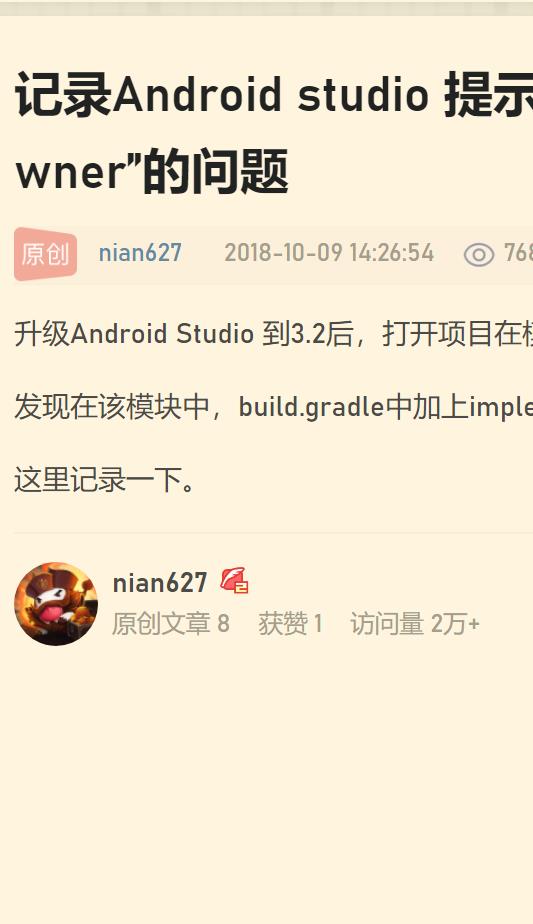 记录Android studio 提示
wner”的问题
原创 nian627 2018-10-09 14:26:54 768
升级Android Studio 到3.2后，打开项目在模
发现在该模块中，build.gradle中加上imple
这里记录一下。
nian627
原创文章 8 获赞 1 访问量 2万+